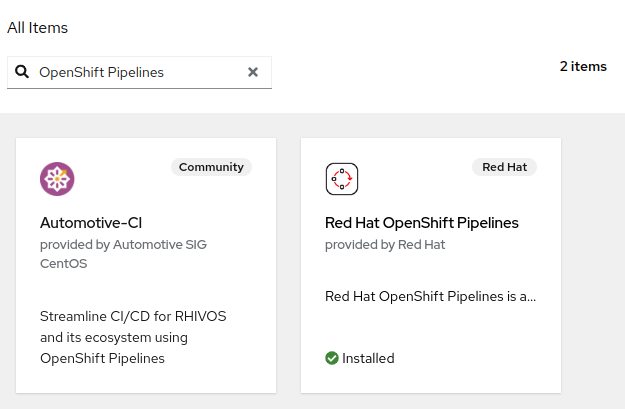 All Items
OpenShift Pipelines
2 items
Community
Automotive-CI
provided by Automotive SIG
CentOS
Streamline CI/CD for RHIVOS
and its ecosystem using
OpenShift Pipelines
Red Hat
Red Hat OpenShift Pipelines
provided by Red Hat
Red Hat OpenShift Pipelines is a...
Installed